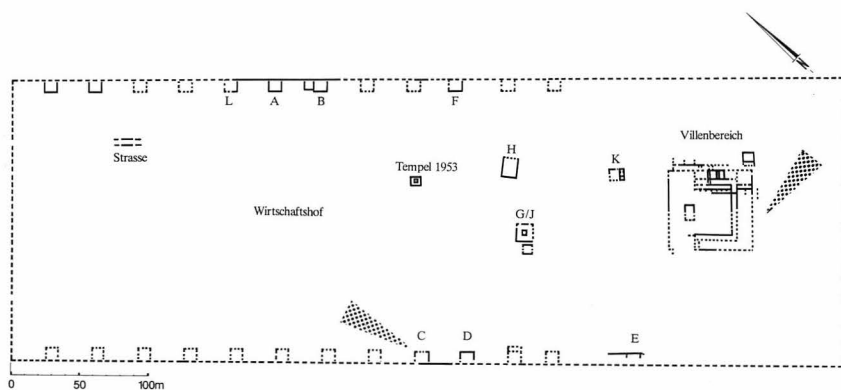 L
A
B
F
Strasse
H
Tempel 1953
K
Villenbereich
Wirtschaftshof
G/J
C
D
E
0 50 100m